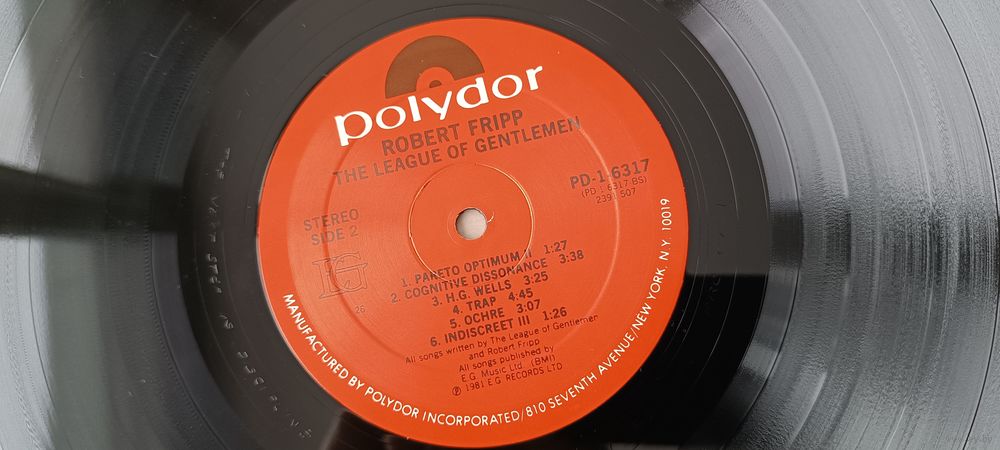 polydor
ROBERT FRIPP
THE LEAGUE OF GENTLEMEN
PD-1-6317
(PD 1 6317 BS)
2391 507
STEREO
SIDE 2
EG
26
1. PARETO OPTIMUM II 1:27
2. COGNITIVE DISSONANCE 3:38
3. H.G. WELLS 3:25
4. TRAP 4:45
5. OCHRE 3:07
6. INDISCREET III 1:26
All songs written by The League of Gentlemen
and Robert Fripp
All songs published by
E.G. Music Ltd. (BMI)
℗ 1981 E.G. RECORDS LTD
MANUFACTURED BY POLYDOR INCORPORATED/810 SEVENTH AVENUE/NEW YORK, N.Y. 10019